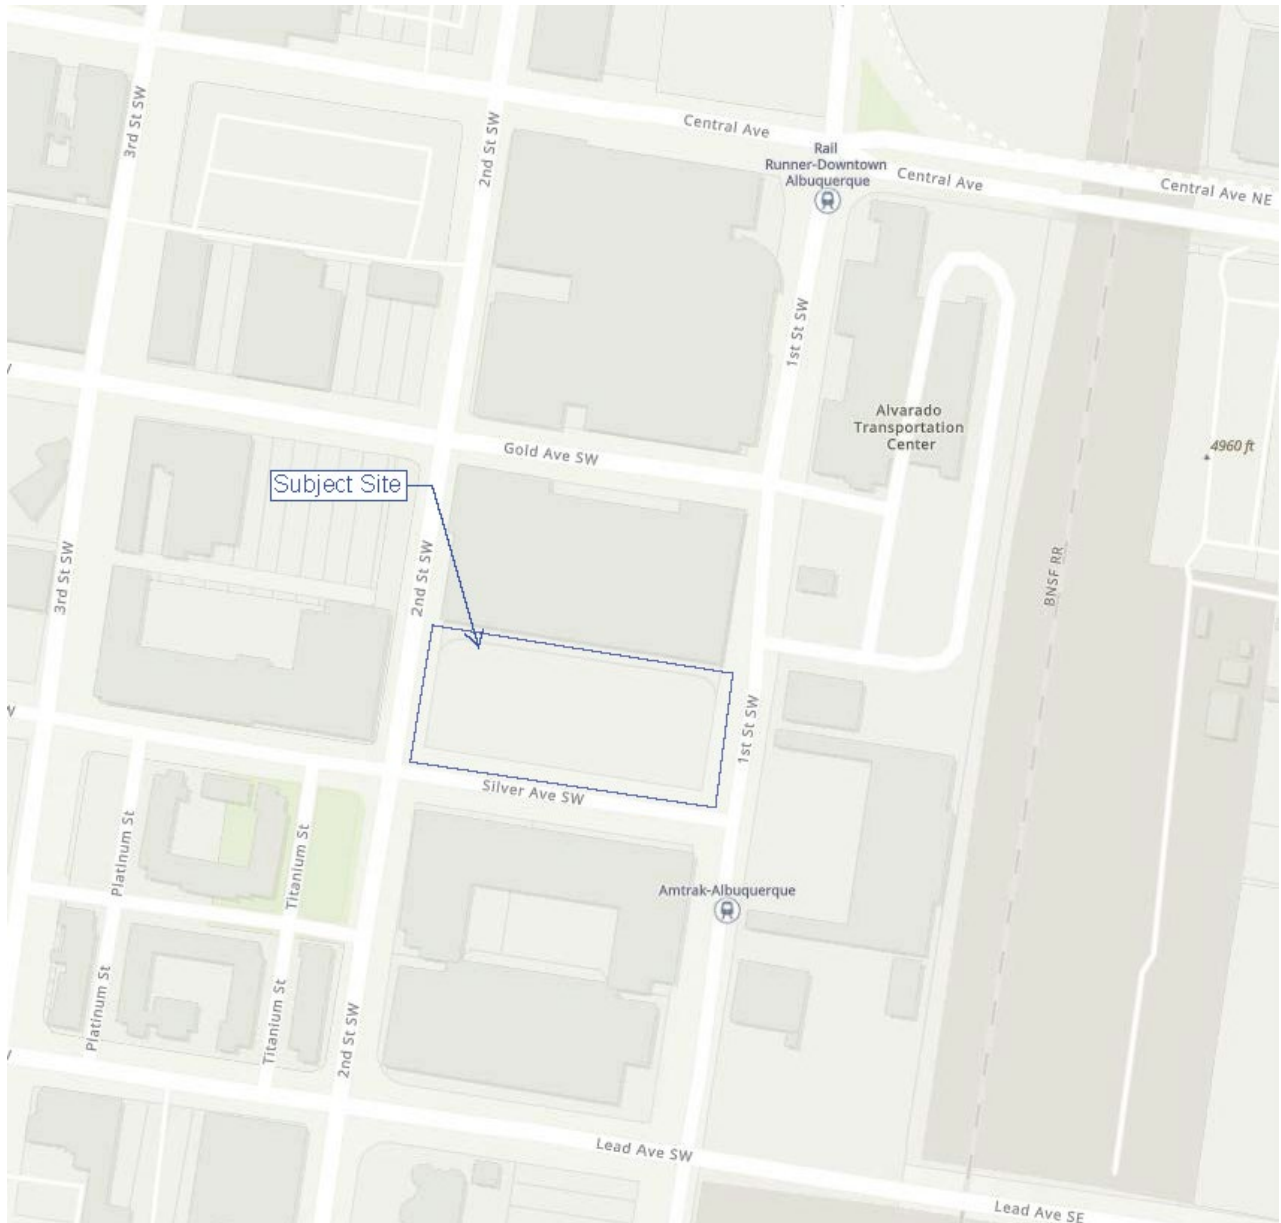 3rd St SW
2nd St SW
Central Ave
Rail
Runner-Downtown
Albuquerque
Central Ave
Central Ave NE
1st St SW
Alvarado
Transportation
Center
4960 ft
Gold Ave SW
Subject Site
3rd St SW
2nd St SW
BNSF RR
1st St SW
Silver Ave SW
Platinum St
Titanium St
Amtrak-Albuquerque
Platinum St
Titanium St
2nd St SW
Lead Ave SW
Lead Ave SE